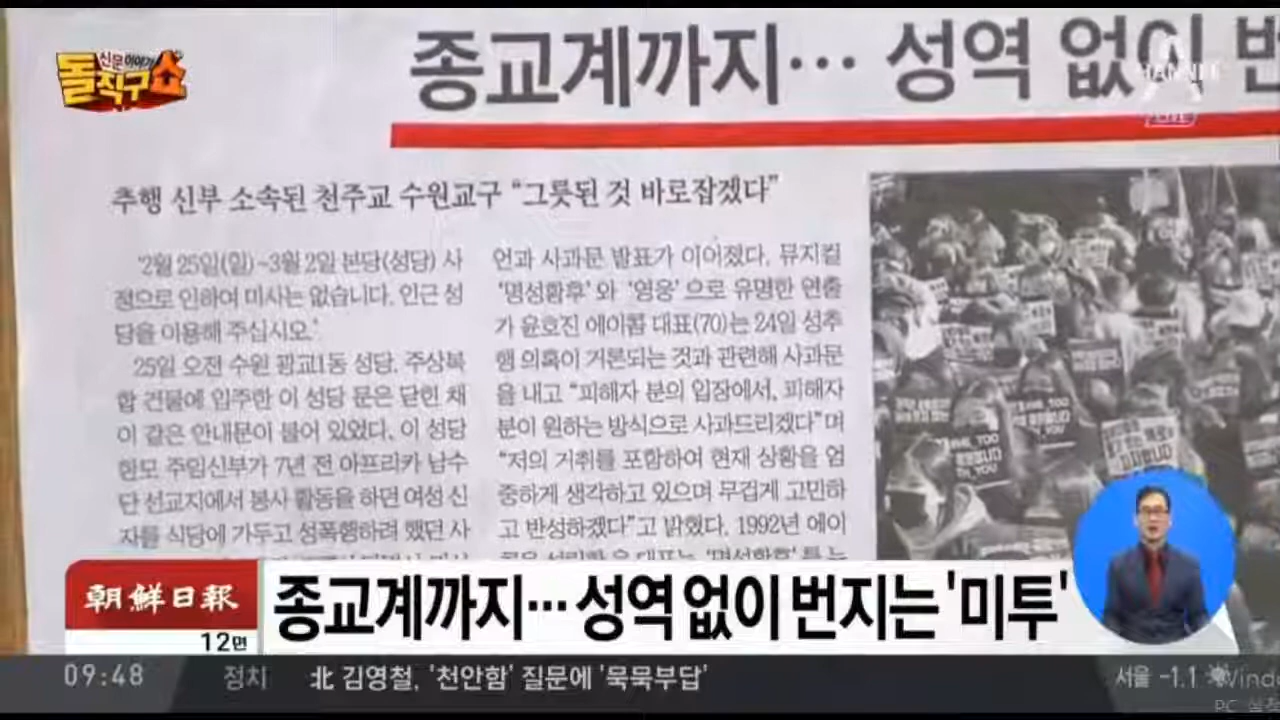 신문이야기
돌직구쇼
종교계까지… 성역 없이 번
CHANNEL A
추행 신부 소속된 천주교 수원교구 “그릇된 것 바로잡겠다”
‘2월 25일(일)~3월 2일 본당(성당) 사
정으로 인하여 미사는 없습니다. 인근 성
당을 이용해 주십시오.’
25일 오전 수원 광교1동 성당. 주상복
합 건물에 입주한 이 성당 문은 닫힌 채
이 같은 안내문이 붙어 있었다. 이 성당
한모 주임신부가 7년 전 아프리카 남수
단 선교지에서 봉사 활동을 하던 여성 신
자를 식당에 가두고 성폭행하려 했던 사
언과 사과문 발표가 이어졌다. 뮤지컬
‘명성황후’와 ‘영웅’으로 유명한 연출
가 윤호진 에이콤 대표(70)는 24일 성추
행 의혹이 거론되는 것과 관련해 사과문
을 내고 “피해자 분의 입장에서, 피해자
분이 원하는 방식으로 사과드리겠다”며
“저의 거취를 포함하여 현재 상황을 엄
중하게 생각하고 있으며 무겁게 고민하
고 반성하겠다”고 밝혔다. 1992년 에이
朝鮮日報
12면
종교계까지… 성역 없이 번지는 '미투'
09:48 정치 北 김영철, '천안함' 질문에 '묵묵부답'
서울 -1.1